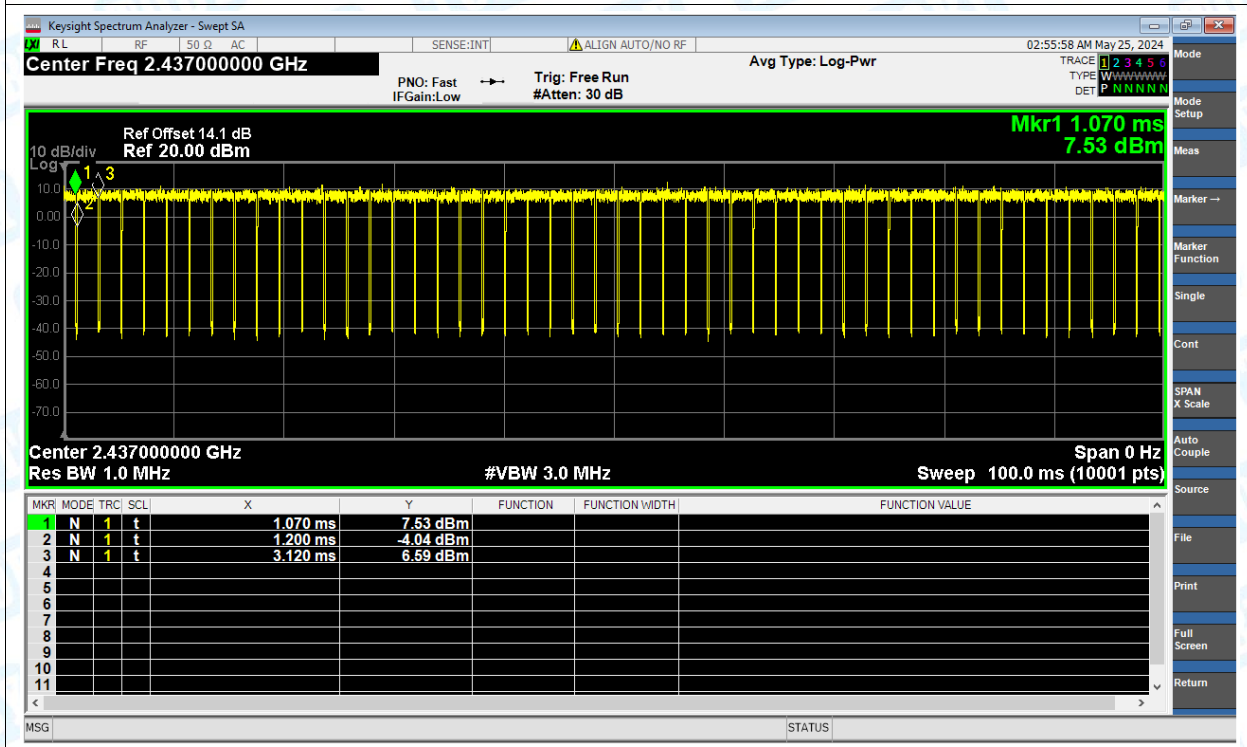 Keysight Spectrum Analyzer - Swept SA
LXI RL RF 50 Ω AC SENSE:INT ALIGN AUTO/NO RF 02:55:58 AM May 25, 2024
Center Freq 2.437000000 GHz
PNO: Fast
IFGain:Low
Trig: Free Run
#Atten: 30 dB
Avg Type: Log-Pwr
TRACE 1 2 3 4 5 6
TYPE WWWWWW
DET P N N N N N
Mkr1 1.070 ms
7.53 dBm
Ref Offset 14.1 dB
10 dB/div Ref 20.00 dBm
Log
1 3
10.0
2
0.00
-10.0
-20.0
-30.0
-40.0
-50.0
-60.0
-70.0
Center 2.437000000 GHz Span 0 Hz
Res BW 1.0 MHz #VBW 3.0 MHz Sweep 100.0 ms (10001 pts)
MKR MODE TRC SCL X Y FUNCTION FUNCTION WIDTH FUNCTION VALUE
1 N 1 t 1.070 ms 7.53 dBm
2 N 1 t 1.200 ms -4.04 dBm
3 N 1 t 3.120 ms 6.59 dBm
4
5
6
7
8
9
10
11
MSG STATUS
Mode
Mode
Setup
Meas
Marker →
Marker
Function
Single
Cont
SPAN
X Scale
Auto
Couple
Source
File
Print
Full
Screen
Return